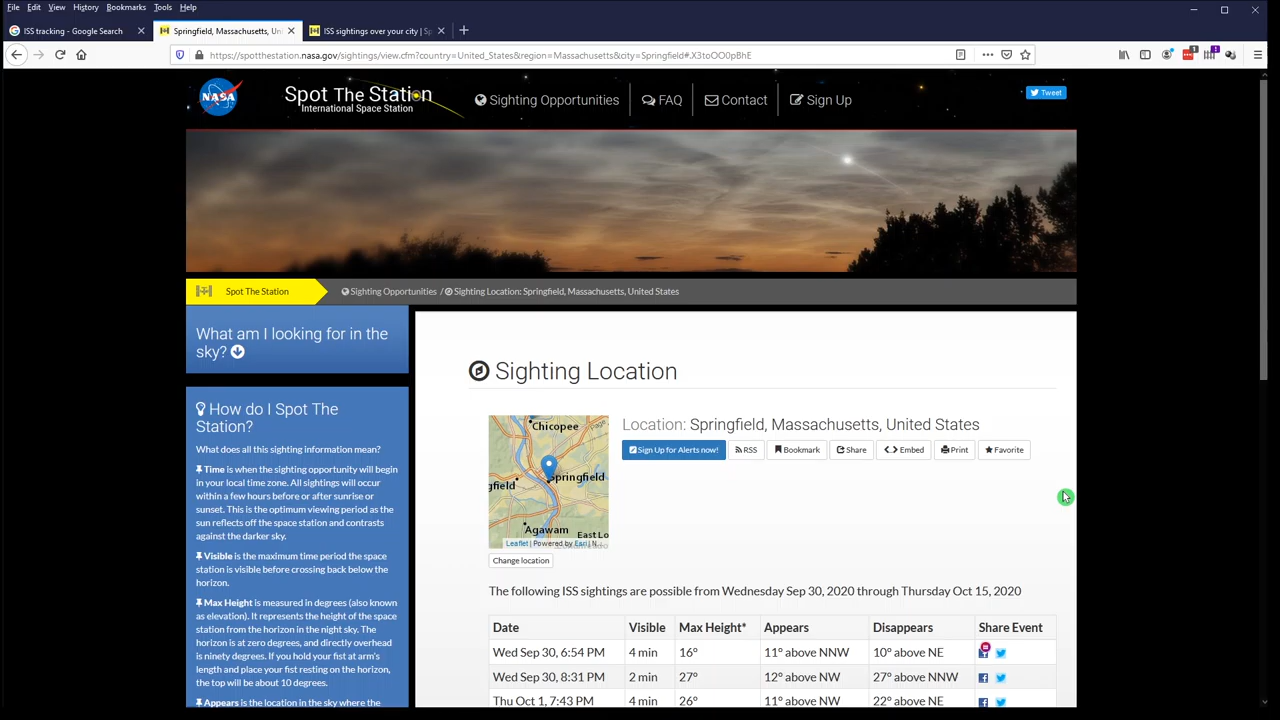 File Edit View History Bookmarks Tools Help
ISS tracking - Google Search
Springfield, Massachusetts, Un
ISS sightings over your city | Sp
https://spotthestation.nasa.gov/sightings/view.cfm?country=United_States&region=Massachusetts&city=Springfield#.X3toOO0pBhE
NASA
Spot The Station
International Space Station
Sighting Opportunities
FAQ
Contact
Sign Up
Tweet
Spot The Station
Sighting Opportunities / Sighting Location: Springfield, Massachusetts, United States
What am I looking for in the
sky?
How do I Spot The
Station?
What does all this sighting information mean?
Time is when the sighting opportunity will begin
in your local time zone. All sightings will occur
within a few hours before or after sunrise or
sunset. This is the optimum viewing period as the
sun reflects off the space station and contrasts
against the darker sky.
Visible is the maximum time period the space
station is visible before crossing back below the
horizon.
Max Height is measured in degrees (also known
as elevation). It represents the height of the space
station from the horizon in the night sky. The
horizon is at zero degrees, and directly overhead
is ninety degrees. If you hold your fist at arm's
length and place your fist resting on the horizon,
the top will be about 10 degrees.
Appears is the location in the sky where the
Sighting Location
Chicopee
gfield
Springfield
Agawam
East Lo
Leaflet | Powered by Esri | N
Change location
Location: Springfield, Massachusetts, United States
Sign Up for Alerts now!
RSS
Bookmark
Share
Embed
Print
Favorite
The following ISS sightings are possible from Wednesday Sep 30, 2020 through Thursday Oct 15, 2020
Date Visible Max Height* Appears Disappears Share Event
Wed Sep 30, 6:54 PM 4 min 16° 11° above NNW 10° above NE
Wed Sep 30, 8:31 PM 2 min 27° 12° above NW 27° above NNW
Thu Oct 1, 7:43 PM 4 min 26° 11° above NNW 22° above NE